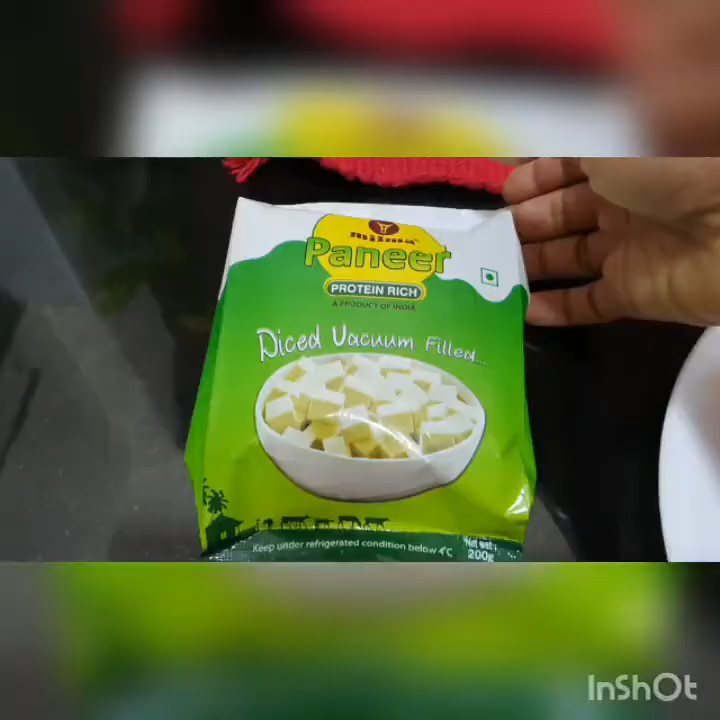 milma
Paneer
PROTEIN RICH
A PRODUCT OF INDIA
Diced Vacuum Filled...
Keep under refrigerated condition below 4°C
Net wt.:
200g
InShOt